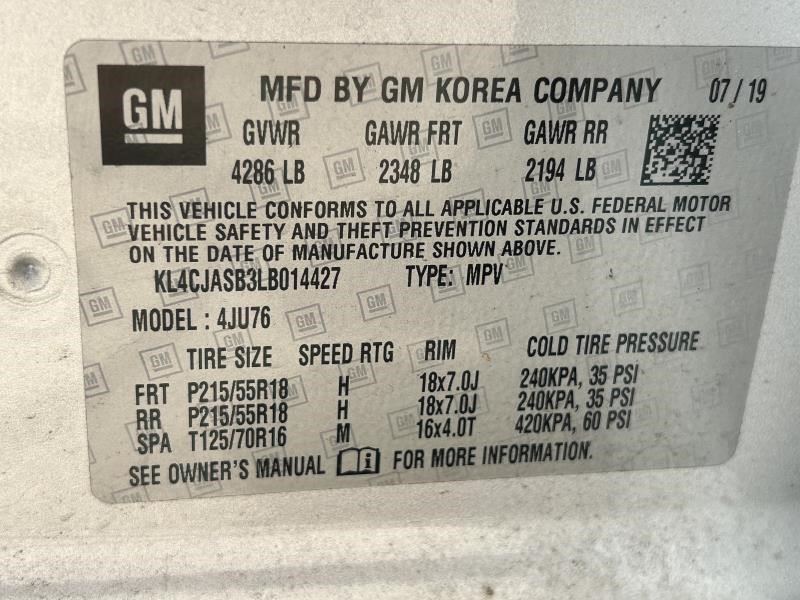 GM
MFD BY GM KOREA COMPANY 07/19
GVWR GAWR FRT GAWR RR
4286 LB 2348 LB 2194 LB
THIS VEHICLE CONFORMS TO ALL APPLICABLE U.S. FEDERAL MOTOR
VEHICLE SAFETY AND THEFT PREVENTION STANDARDS IN EFFECT
ON THE DATE OF MANUFACTURE SHOWN ABOVE.
KL4CJASB3LB014427 TYPE: MPV
MODEL : 4JU76
TIRE SIZE SPEED RTG RIM COLD TIRE PRESSURE
FRT P215/55R18 H 18x7.0J 240KPA, 35 PSI
RR P215/55R18 H 18x7.0J 240KPA, 35 PSI
SPA T125/70R16 M 16x4.0T 420KPA, 60 PSI
SEE OWNER'S MANUAL i FOR MORE INFORMATION.